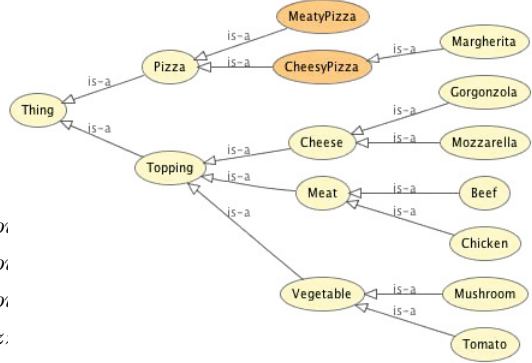 MeatyPizza
is-a
Margherita
is-a
Pizza
is-a
CheesyPizza
is-a
Gorgonzola
Thing
is-a
is-a
Cheese
is-a
Mozzarella
is-a
Topping
is-a
Meat
is-a
Beef
is-a
is-a
Chicken
Vegetable
is-a
Mushroom
is-a
Tomato